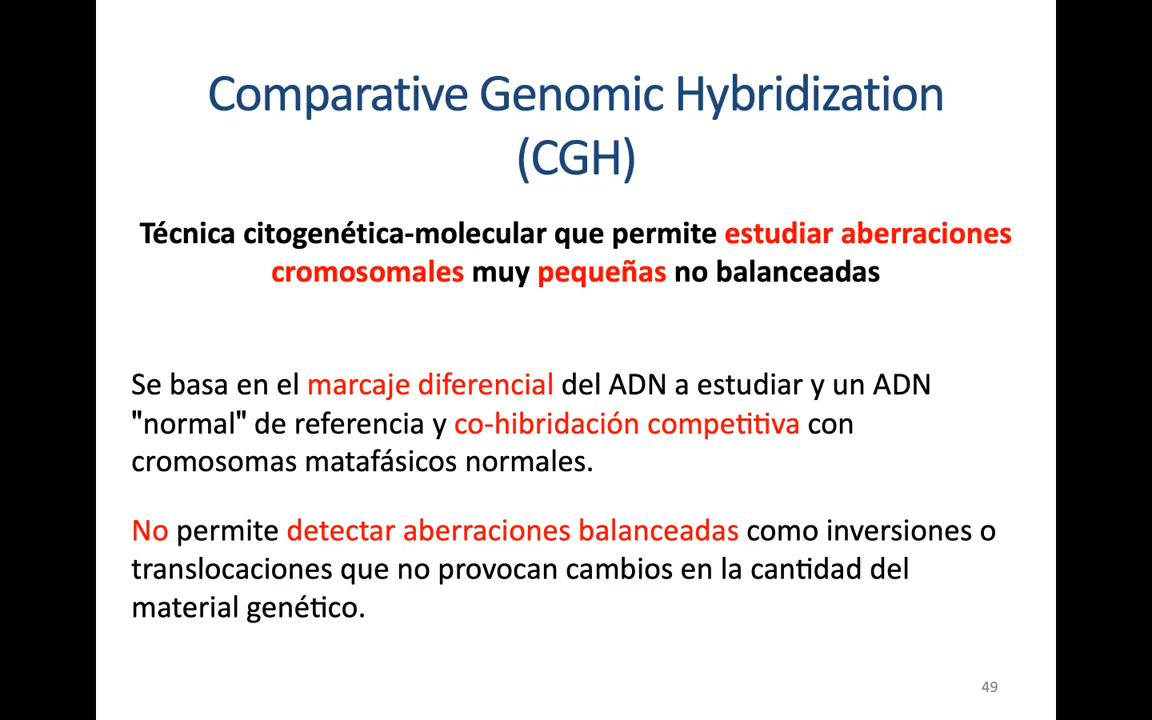 Comparative Genomic Hybridization
(CGH)
Técnica citogenética-molecular que permite estudiar aberraciones
cromosomales muy pequeñas no balanceadas
Se basa en el marcaje diferencial del ADN a estudiar y un ADN
"normal" de referencia y co-hibridación competitiva con
cromosomas matafásicos normales.
No permite detectar aberraciones balanceadas como inversiones o
translocaciones que no provocan cambios en la cantidad del
material genético.
49